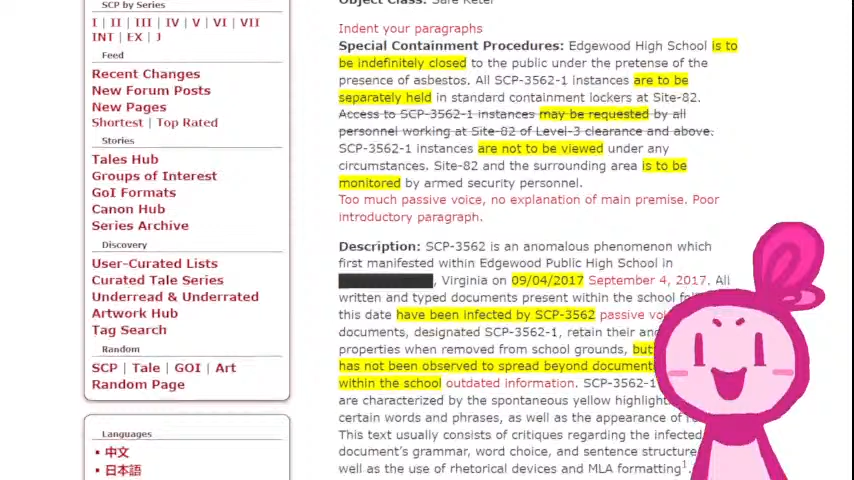 SCP by Series
I | II | III | IV | V | VI | VII
INT | EX | J
Feed
Recent Changes
New Forum Posts
New Pages
Shortest | Top Rated
Stories
Tales Hub
Groups of Interest
GoI Formats
Canon Hub
Series Archive
Discovery
User-Curated Lists
Curated Tale Series
Underread & Underrated
Artwork Hub
Tag Search
Random
SCP | Tale | GOI | Art
Random Page
Languages
中文
日本語
Object Class: Safe Keter
Indent your paragraphs
Special Containment Procedures: Edgewood High School is to
be indefinitely closed to the public under the pretense of the
presence of asbestos. All SCP-3562-1 instances are to be
separately held in standard containment lockers at Site-82.
Access to SCP-3562-1 instances may be requested by all
personnel working at Site-82 of Level-3 clearance and above.
SCP-3562-1 instances are not to be viewed under any
circumstances. Site-82 and the surrounding area is to be
monitored by armed security personnel.
Too much passive voice, no explanation of main premise. Poor
introductory paragraph.
Description: SCP-3562 is an anomalous phenomenon which
first manifested within Edgewood Public High School in
, Virginia on 09/04/2017 September 4, 2017. All
written and typed documents present within the school
this date have been infected by SCP-3562 passive
documents, designated SCP-3562-1, retain their
properties when removed from school grounds, but
has not been observed to spread beyond
within the school outdated information. SCP-3562-1
are characterized by the spontaneous yellow
certain words and phrases, as well as the appearance of
This text usually consists of critiques regarding the infected
document's grammar, word choice, and sentence
well as the use of rhetorical devices and MLA formatting1.